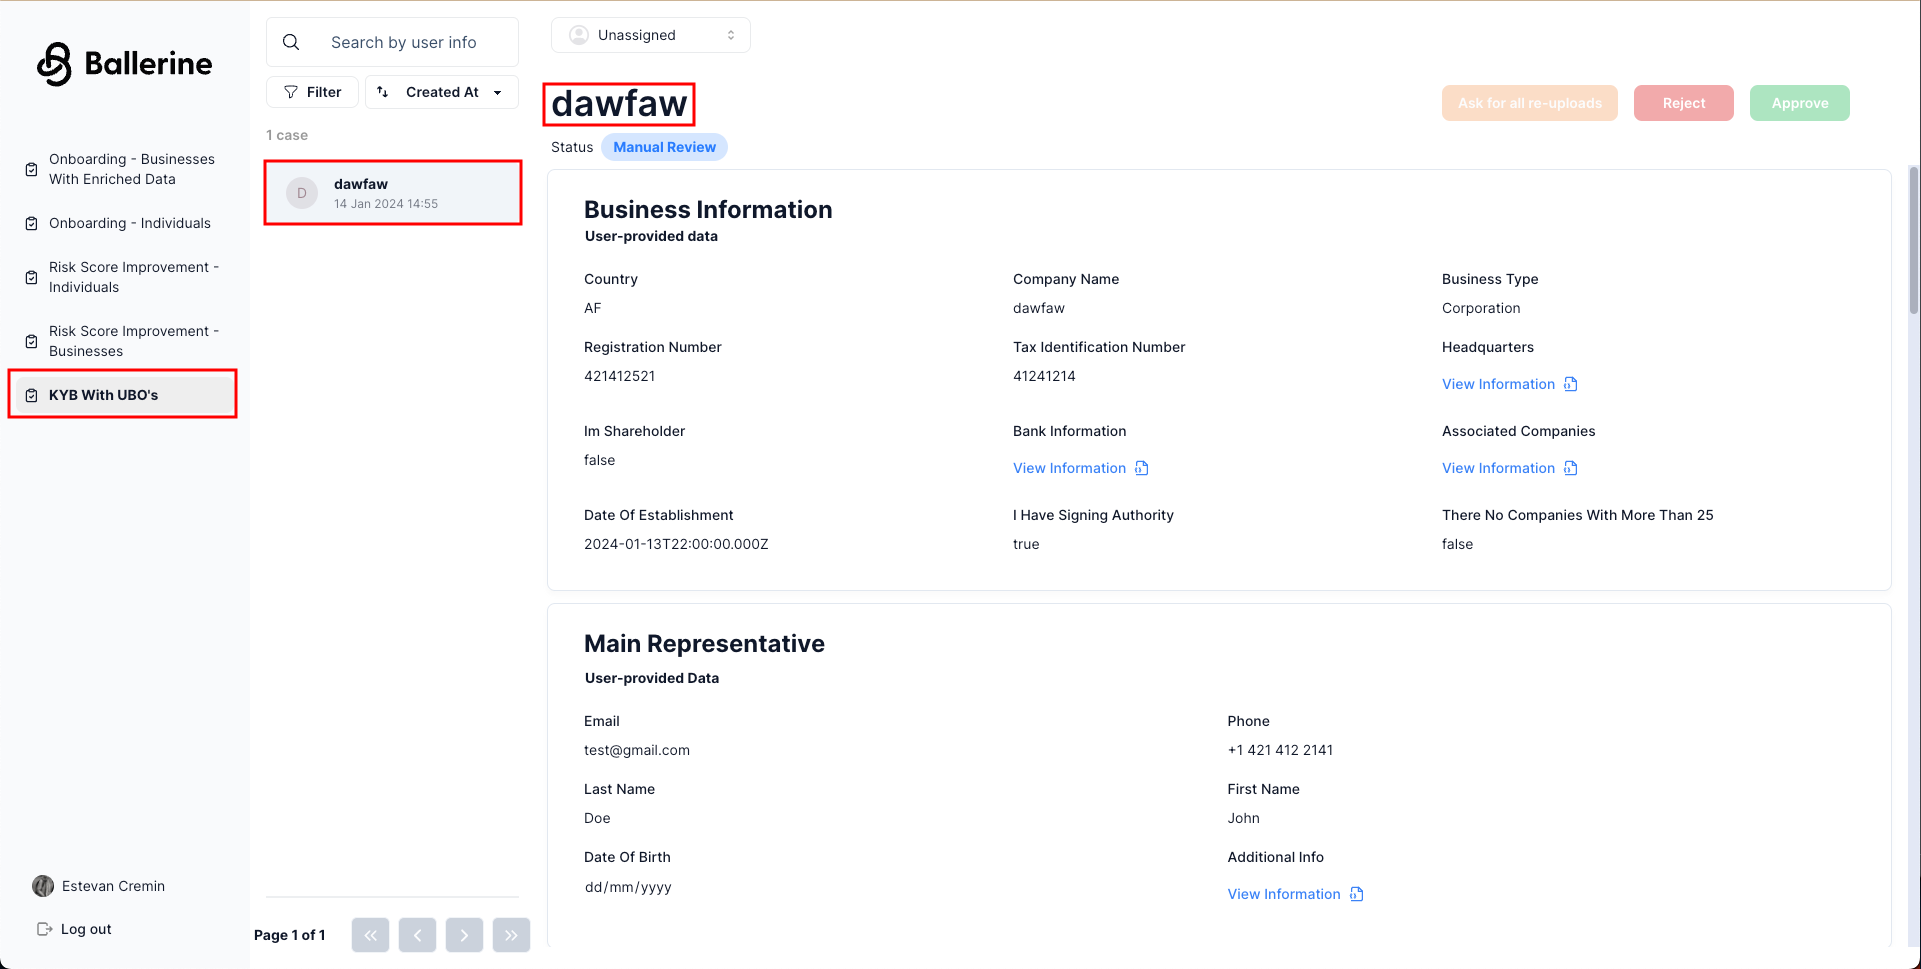 Ballerine
Onboarding - Businesses
With Enriched Data
Onboarding - Individuals
Risk Score Improvement -
Individuals
Risk Score Improvement -
Businesses
KYB With UBO's
Estevan Cremin
Log out
Search by user info
Filter
Created At
1 case
D
dawfaw
14 Jan 2024 14:55
Page 1 of 1
Unassigned
dawfaw
Ask for all re-uploads
Reject
Approve
Status
Manual Review
Business Information
User-provided data
Country
AF
Company Name
dawfaw
Business Type
Corporation
Registration Number
421412521
Tax Identification Number
41241214
Headquarters
View Information
Im Shareholder
false
Bank Information
View Information
Associated Companies
View Information
Date Of Establishment
2024-01-13T22:00:00.000Z
I Have Signing Authority
true
There No Companies With More Than 25
false
Main Representative
User-provided Data
Email
test@gmail.com
Phone
+1 421 412 2141
Last Name
Doe
First Name
John
Date Of Birth
dd/mm/yyyy
Additional Info
View Information